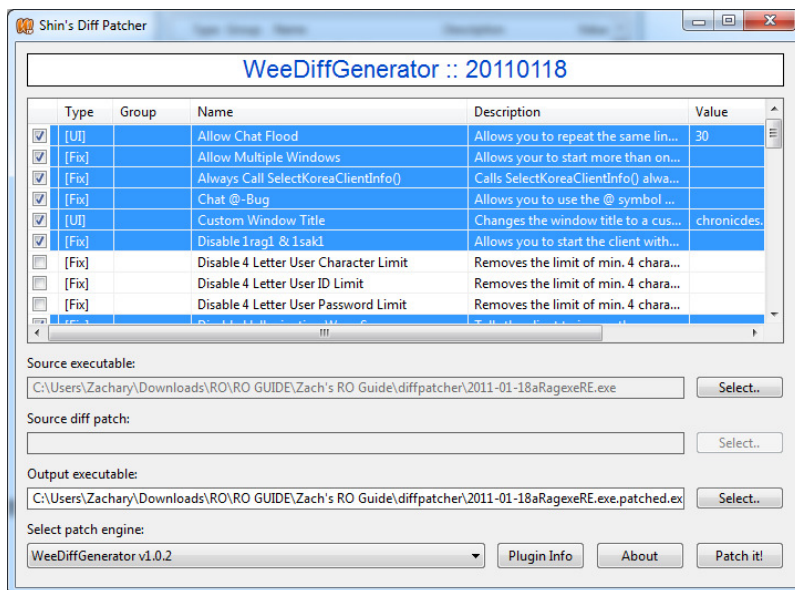 Shin's Diff Patcher
WeeDiffGenerator :: 20110118
Type Group Name Description Value
[UI] Allow Chat Flood Allows you to repeat the same lin... 30
[Fix] Allow Multiple Windows Allows your to start more than on...
[Fix] Always Call SelectKoreaClientInfo() Calls SelectKoreaClientInfo() alwa...
[Fix] Chat @-Bug Allows you to use the @ symbol ...
[UI] Custom Window Title Changes the window title to a cus... chronicdes.
[Fix] Disable 1rag1 & 1sak1 Allows you to start the client with...
[Fix] Disable 4 Letter User Character Limit Removes the limit of min. 4 chara...
[Fix] Disable 4 Letter User ID Limit Removes the limit of min. 4 chara...
[Fix] Disable 4 Letter User Password Limit Removes the limit of min. 4 chara...
Source executable:
C:\Users\Zachary\Downloads\RO\RO GUIDE\Zach's RO Guide\diffpatcher\2011-01-18aRagexeRE.exe Select..
Source diff patch:
Select..
Output executable:
C:\Users\Zachary\Downloads\RO\RO GUIDE\Zach's RO Guide\diffpatcher\2011-01-18aRagexeRE.exe.patched.ex Select..
Select patch engine:
WeeDiffGenerator v1.0.2 Plugin Info About Patch it!